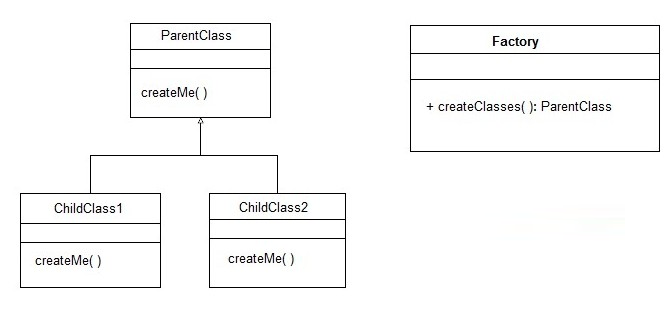 ParentClass
createMe( )
Factory
+ createClasses( ): ParentClass
ChildClass1
createMe( )
ChildClass2
createMe( )